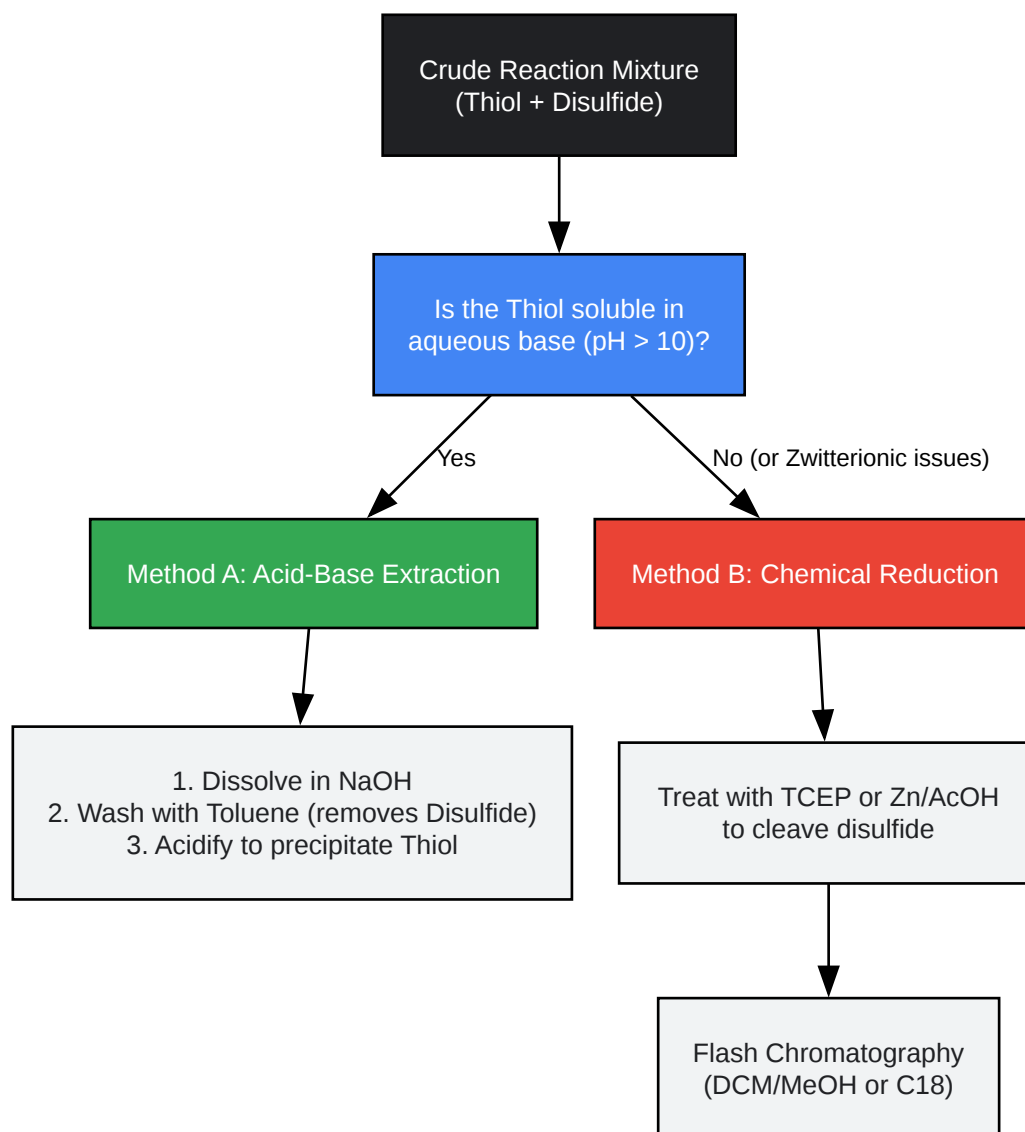 Crude Reaction Mixture
(Thiol + Disulfide)
Is the Thiol soluble in
aqueous base (pH > 10)?
Yes
No (or Zwitterionic issues)
Method A: Acid-Base Extraction
Method B: Chemical Reduction
1. Dissolve in NaOH
2. Wash with Toluene (removes Disulfide)
3. Acidify to precipitate Thiol
Treat with TCEP or Zn/AcOH
to cleave disulfide
Flash Chromatography
(DCM/MeOH or C18)